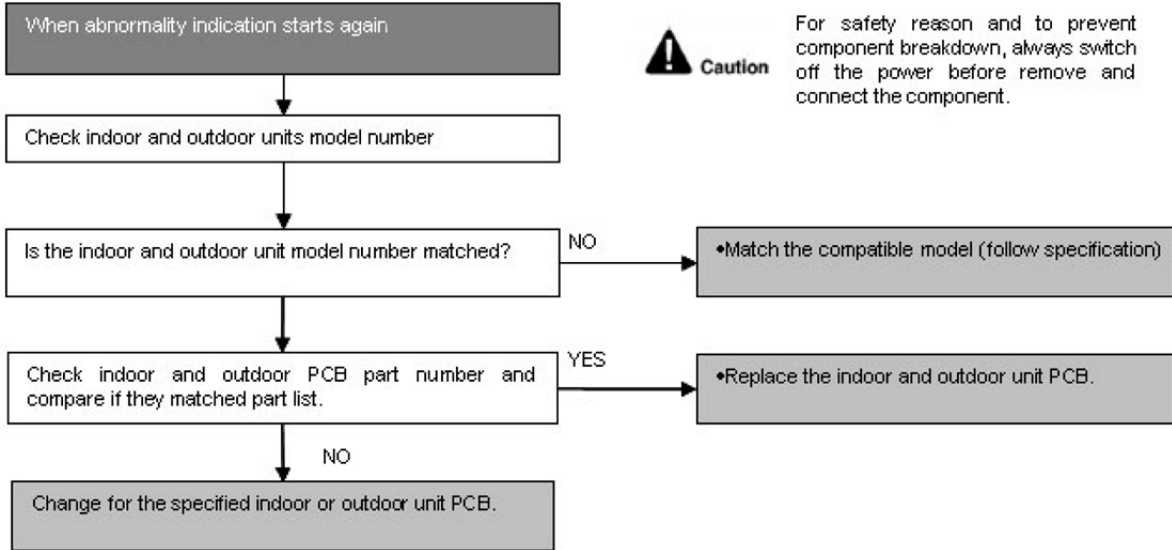 When abnormality indication starts again
For safety reason and to prevent
component breakdown, always switch
off the power before remove and
connect the component.
Caution
Check indoor and outdoor units model number
Is the indoor and outdoor unit model number matched?
NO
•Match the compatible model (follow specification)
Check indoor and outdoor PCB part number and
compare if they matched part list.
YES
•Replace the indoor and outdoor unit PCB.
NO
Change for the specified indoor or outdoor unit PCB.